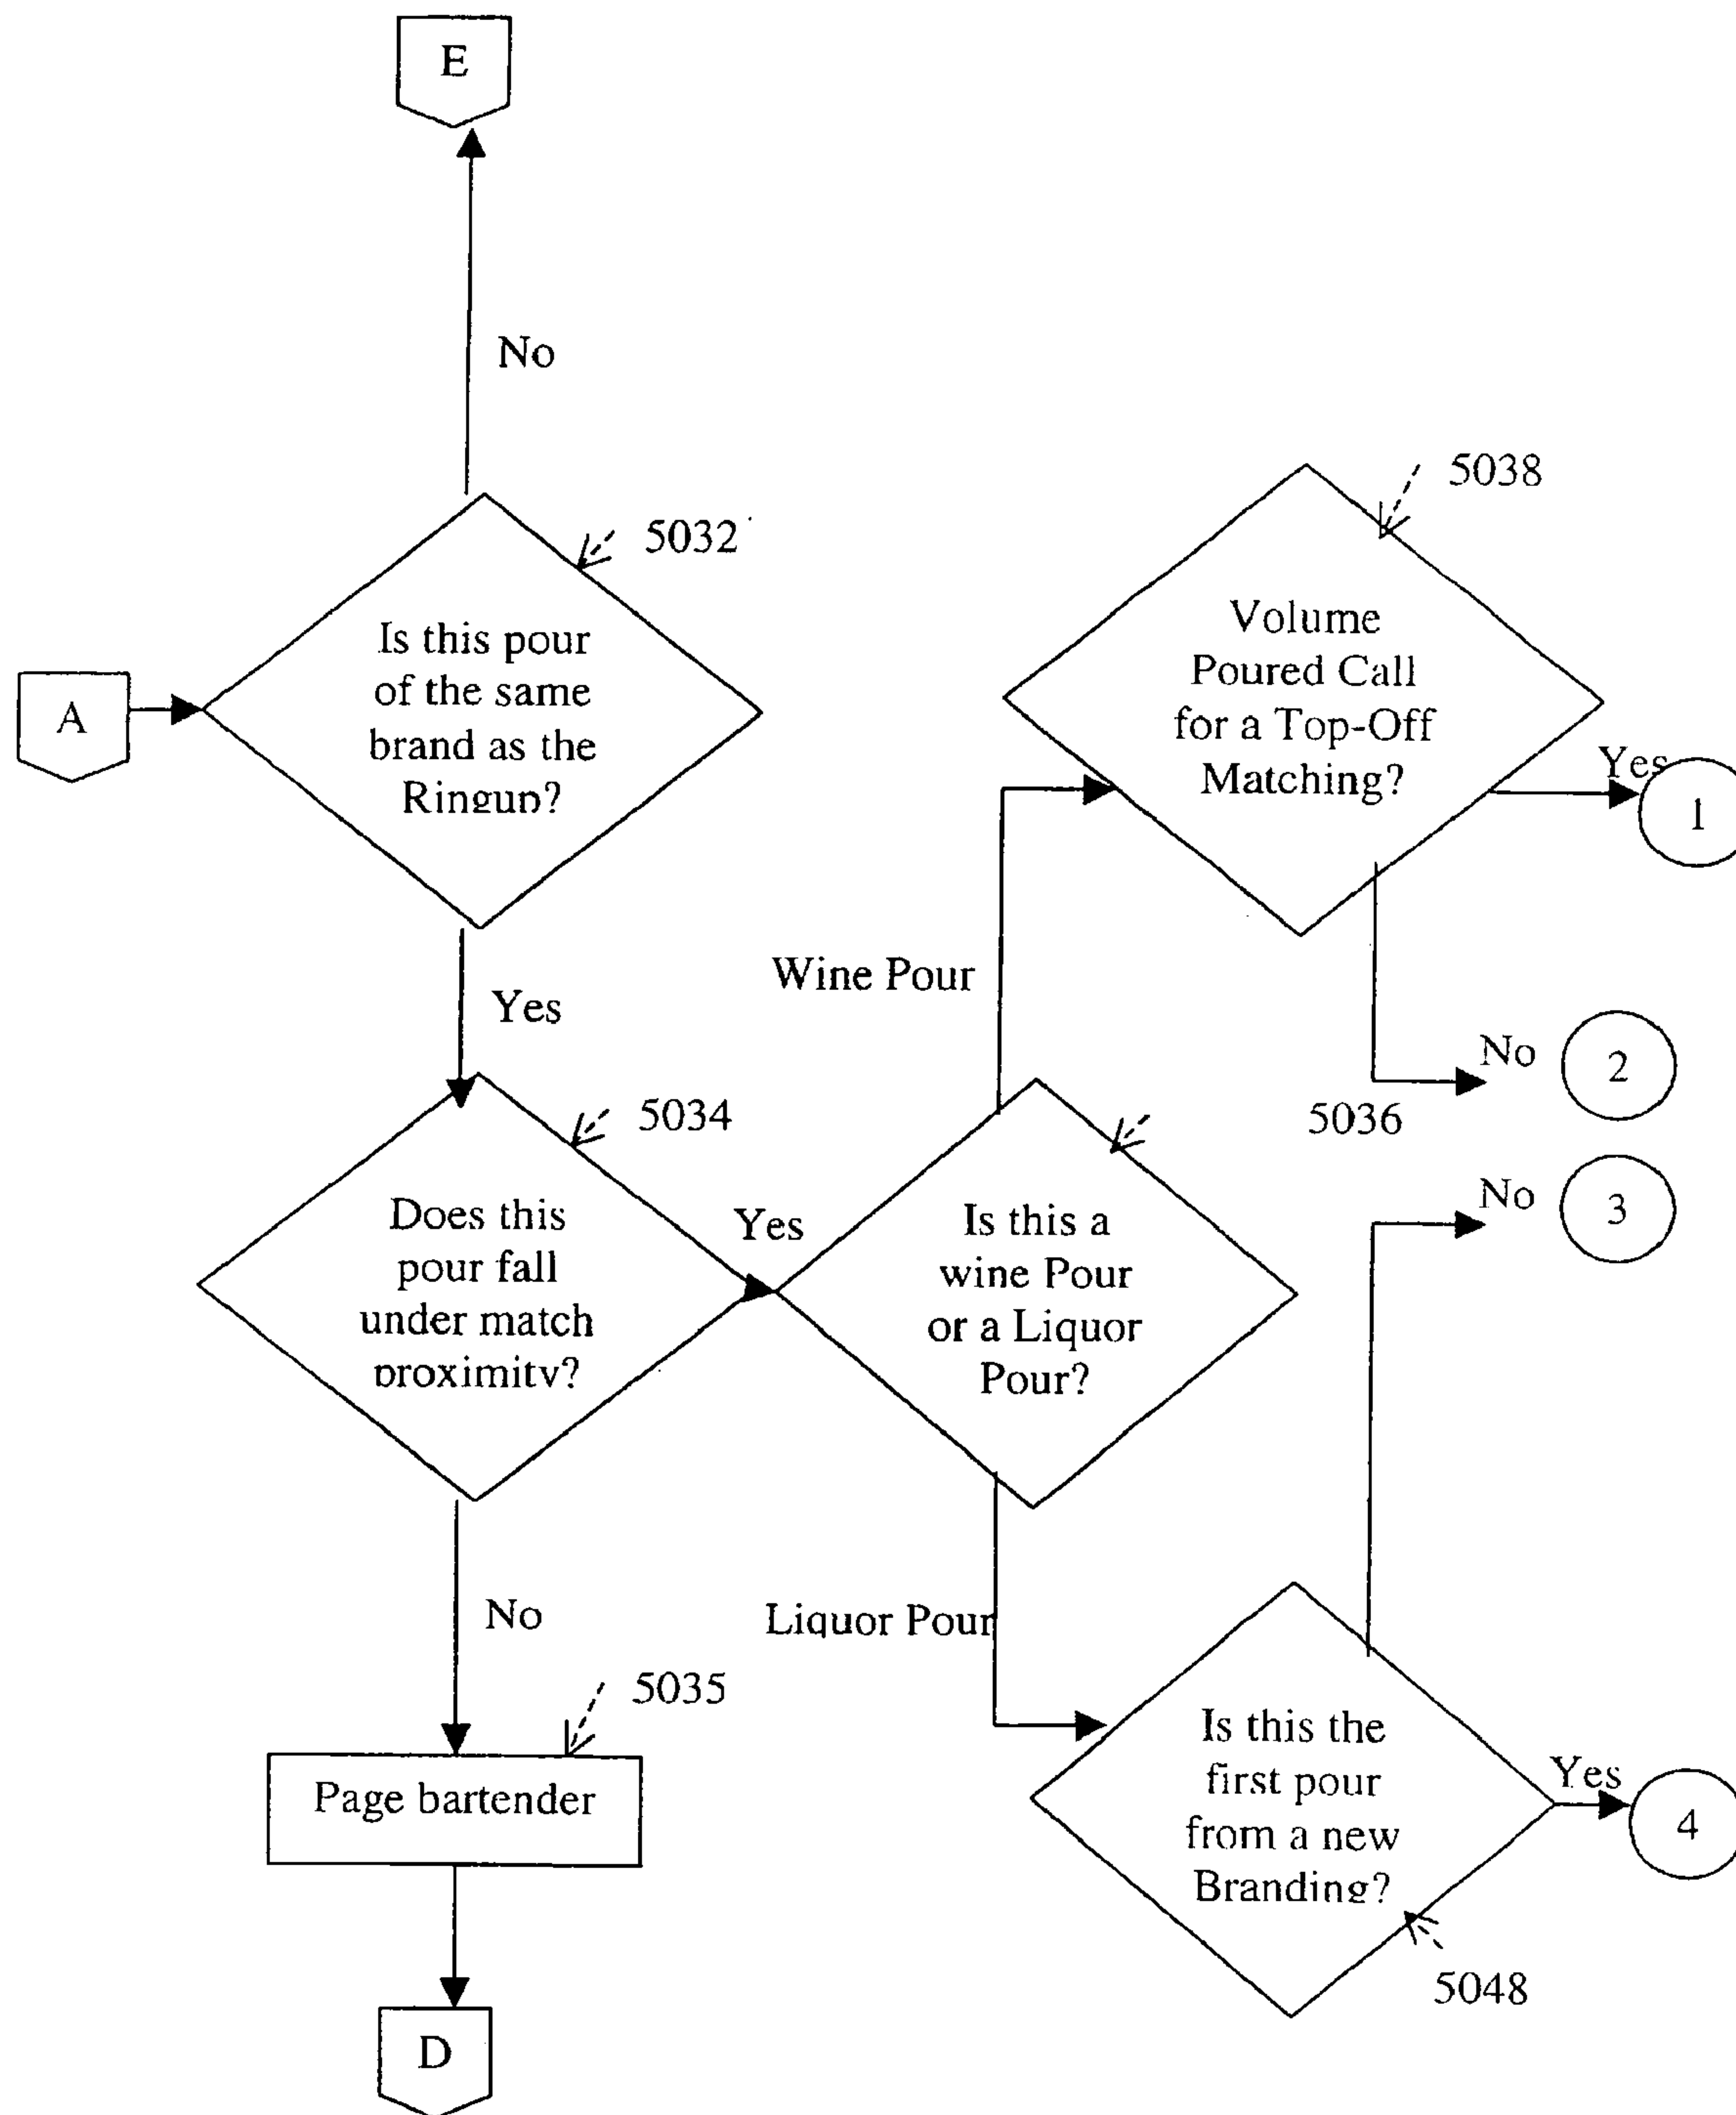 E
No
5032
Is this pour
of the same
brand as the
Ringup?
A
Yes
5038
Volume
Poured Call
for a Top-Off
Matching?
Yes
1
Wine Pour
No
2
5036
No
3
5034
Does this
pour fall
under match
proximity?
Yes
Is this a
wine Pour
or a Liquor
Pour?
No
Liquor Pour
5035
Page bartender
D
Is this the
first pour
from a new
Branding?
Yes
4
5048